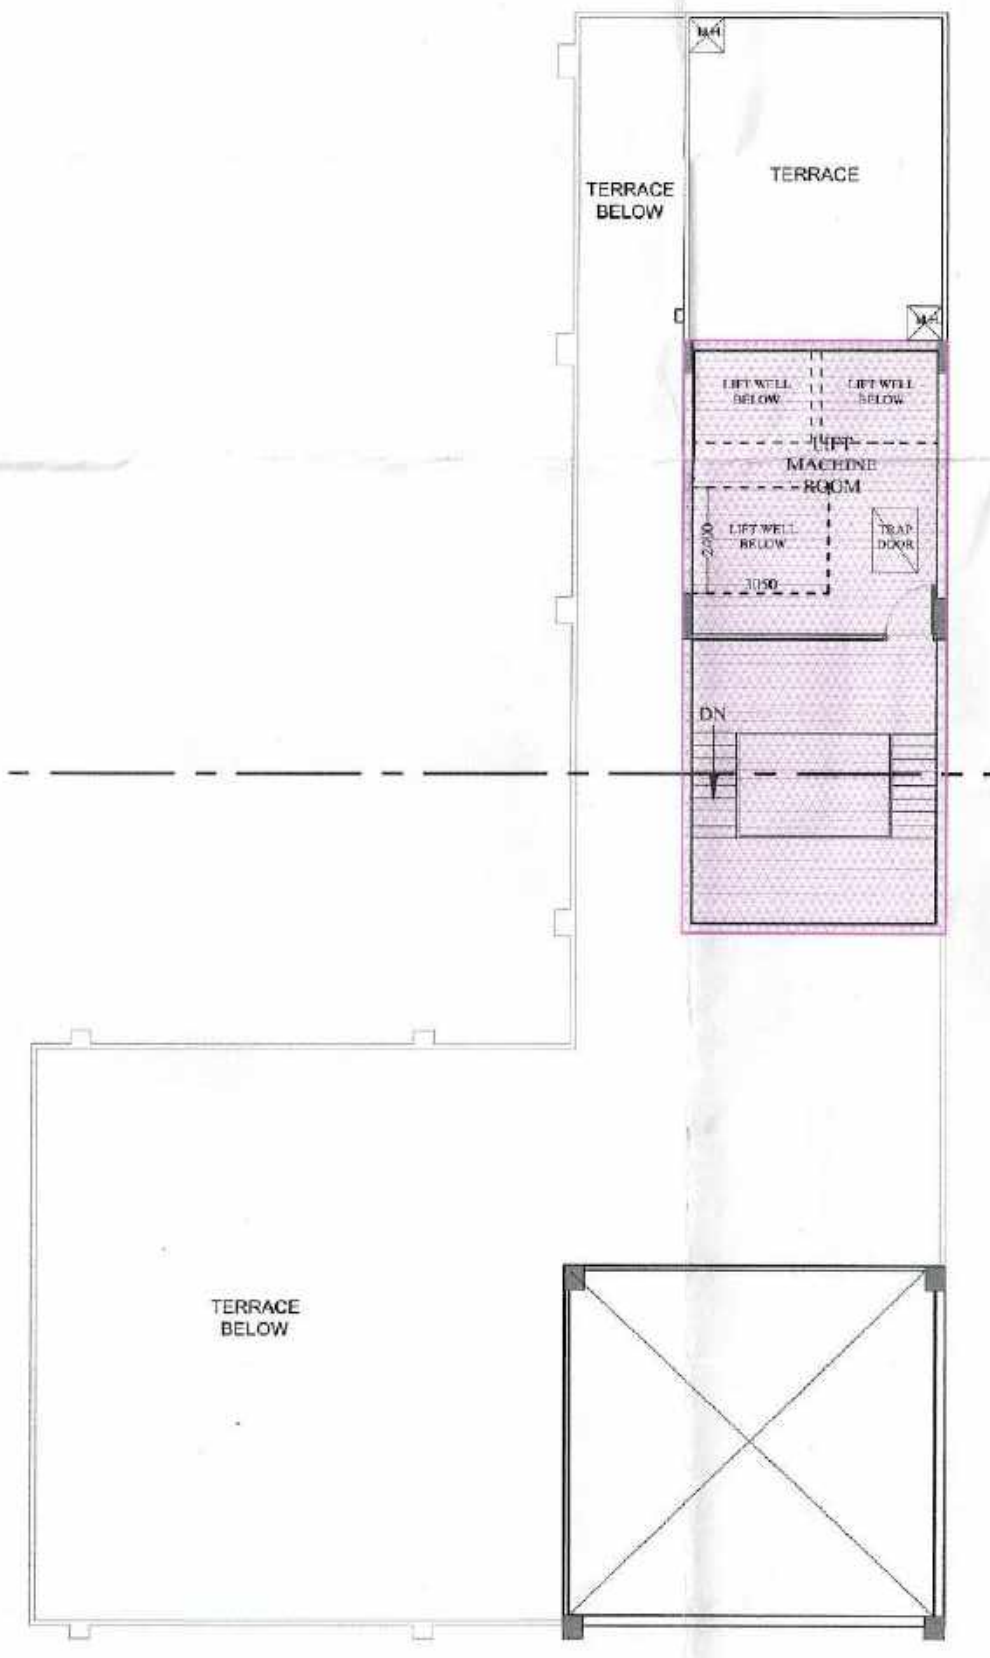 M.H
TERRACE
TERRACE
BELOW
M.H
LIFT WELL
BELOW
LIFT WELL
BELOW
LIFT
MACHINE
ROOM
2400
LIFT WELL
BELOW
TRAP
DOOR
3050
DN
TERRACE
BELOW